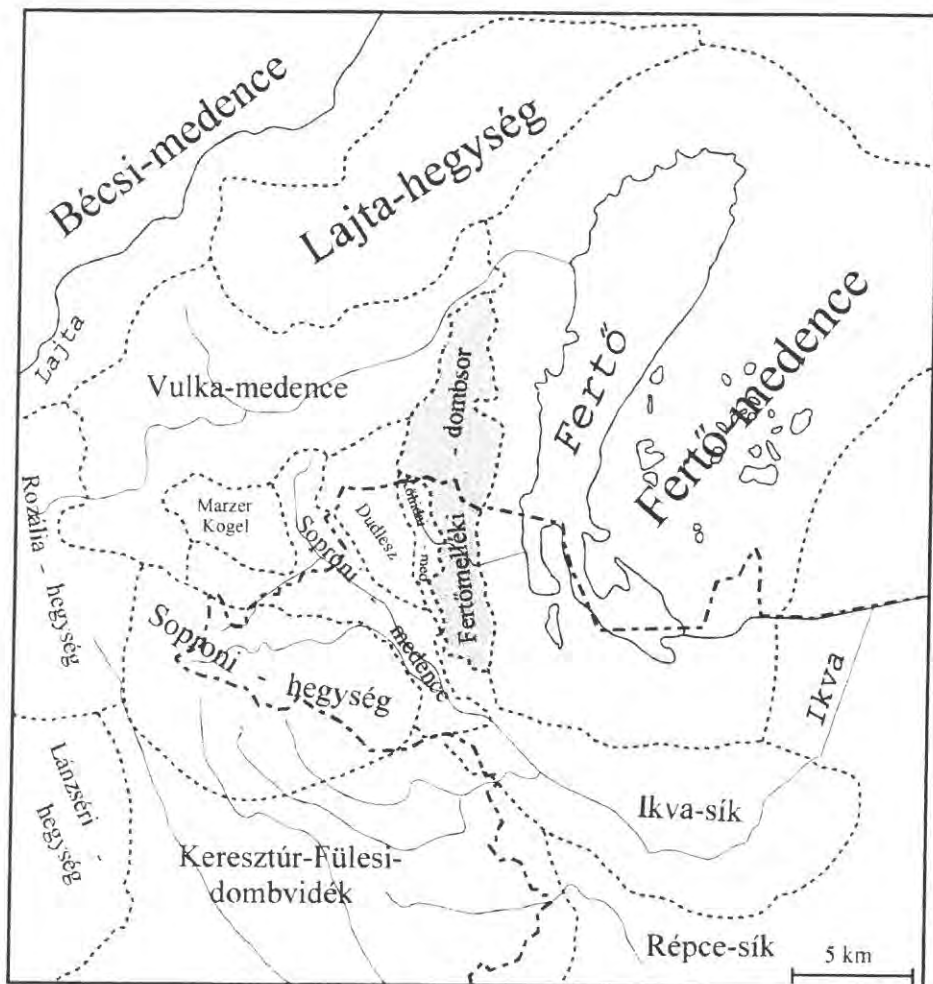 Bécsi-medence
Lajta-hegység
Lajta
Fertő
Fertő-medence
Vulka-medence
Fertőmelléki - dombsor
Rozália - hegység
Marzer
Kogel
Soproni medence
Dudlesz
- med.
Soproni - hegység
Ikva
Lánzséri -
hegység
Ikva-sík
Keresztúr-Fülesi-
dombvidék
Répce-sík
5 km